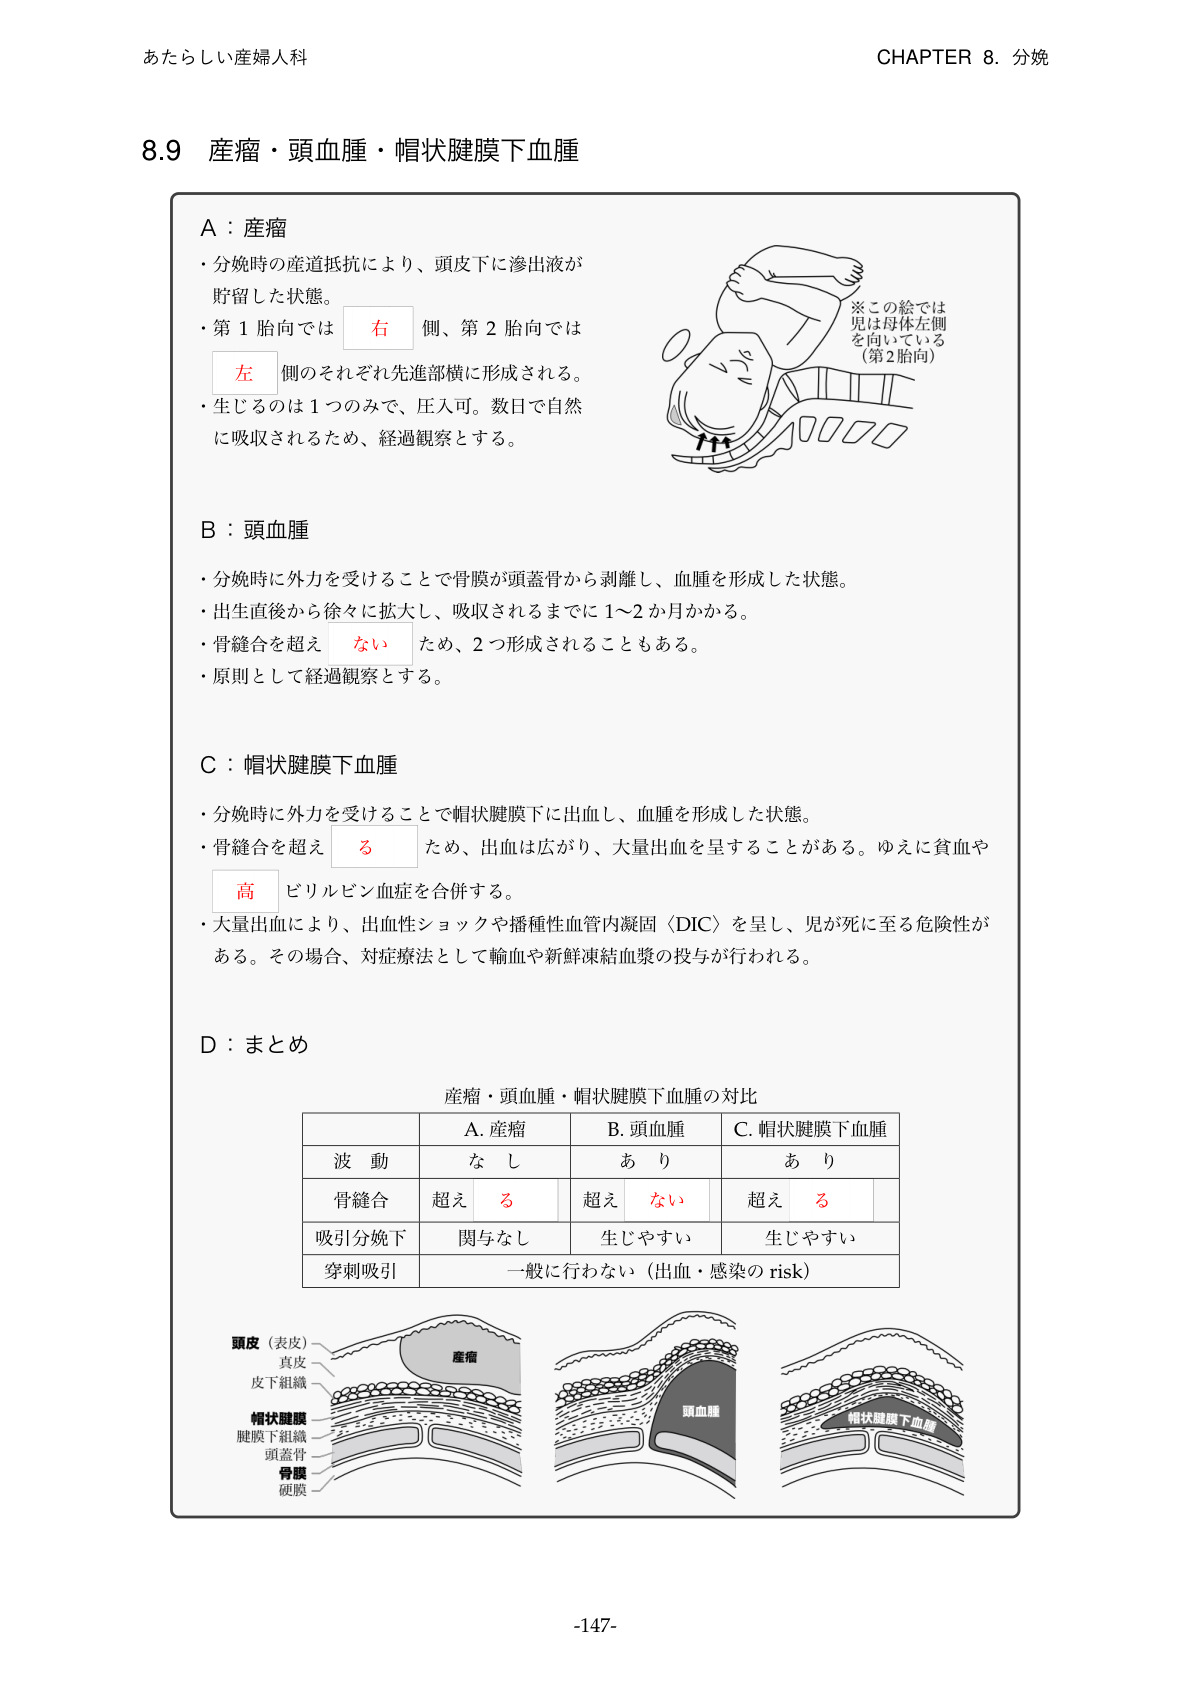 あたらしい産婦人科
CHAPTER 8. 分娩
8.9 産瘤・頭血腫・帽状腱膜下血腫
A：産瘤
・分娩時の産道抵抗により、頭皮下に滲出液が
貯留した状態。
・第 1 胎向では 右 側、第 2 胎向では
左 側のそれぞれ先進部横に形成される。
・生じるのは 1 つのみで、圧入可。数日で自然
に吸収されるため、経過観察とする。
※この絵では
児は母体左側
を向いている
（第2胎向）
B：頭血腫
・分娩時に外力を受けることで骨膜が頭蓋骨から剥離し、血腫を形成した状態。
・出生直後から徐々に拡大し、吸収されるまでに 1〜2 か月かかる。
・骨縫合を超え ない ため、2 つ形成されることもある。
・原則として経過観察とする。
C：帽状腱膜下血腫
・分娩時に外力を受けることで帽状腱膜下に出血し、血腫を形成した状態。
・骨縫合を超え る ため、出血は広がり、大量出血を呈することがある。ゆえに貧血や
高 ビリルビン血症を合併する。
・大量出血により、出血性ショックや播種性血管内凝固〈DIC〉を呈し、児が死に至る危険性が
ある。その場合、対症療法として輸血や新鮮凍結血漿の投与が行われる。
D：まとめ
産瘤・頭血腫・帽状腱膜下血腫の対比
A. 産瘤 B. 頭血腫 C. 帽状腱膜下血腫
波 動 な し あ り あ り
骨縫合 超え る 超え ない 超え る
吸引分娩下 関与なし 生じやすい 生じやすい
穿刺吸引 一般に行わない（出血・感染の risk）
頭皮（表皮）
真皮
皮下組織
帽状腱膜
腱膜下組織
頭蓋骨
骨膜
硬膜
産瘤
頭血腫
帽状腱膜下血腫
-147-